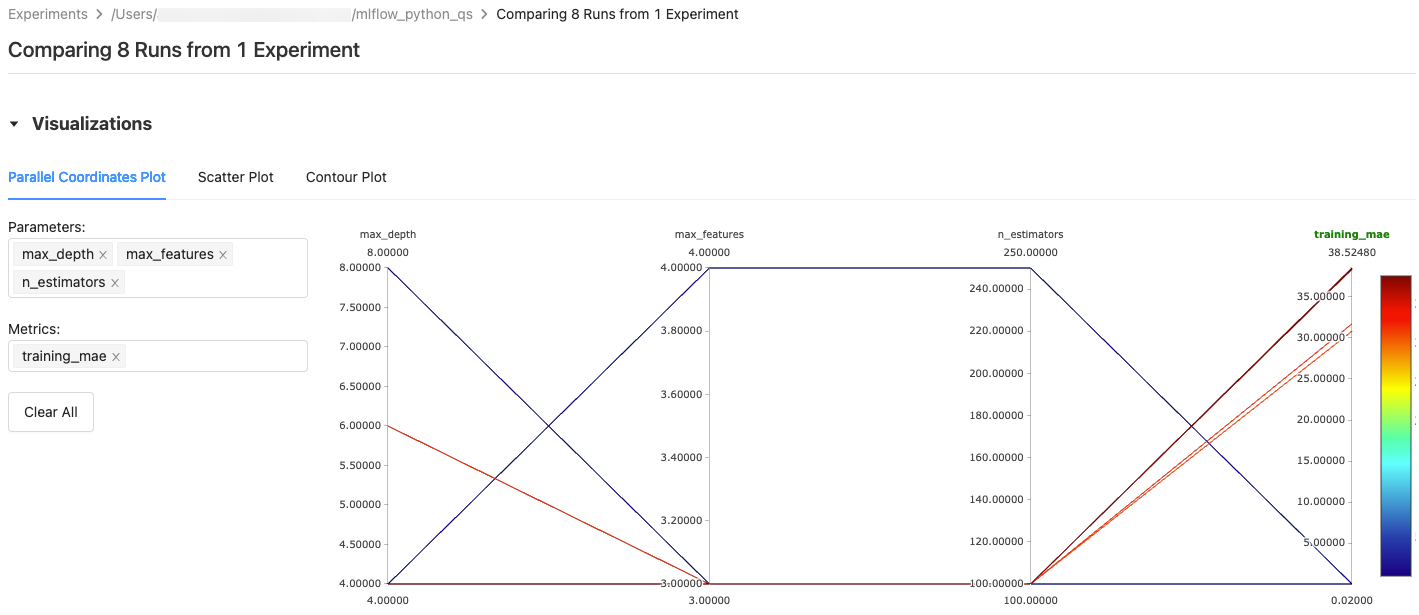 Experiments > /Users/ /mlflow_python_qs > Comparing 8 Runs from 1 Experiment
Comparing 8 Runs from 1 Experiment
Visualizations
Parallel Coordinates Plot Scatter Plot Contour Plot
Parameters:
max_depth × max_features ×
n_estimators ×
Metrics:
training_mae ×
Clear All
max_depth
8.00000
8.00000
7.50000
7.00000
6.50000
6.00000
5.50000
5.00000
4.50000
4.00000
4.00000
max_features
4.00000
4.00000
3.80000
3.60000
3.40000
3.20000
3.00000
3.00000
n_estimators
250.00000
240.00000
220.00000
200.00000
180.00000
160.00000
140.00000
120.00000
100.00000
100.00000
training_mae
38.52480
35.00000
30.00000
25.00000
20.00000
15.00000
10.00000
5.00000
0.02000